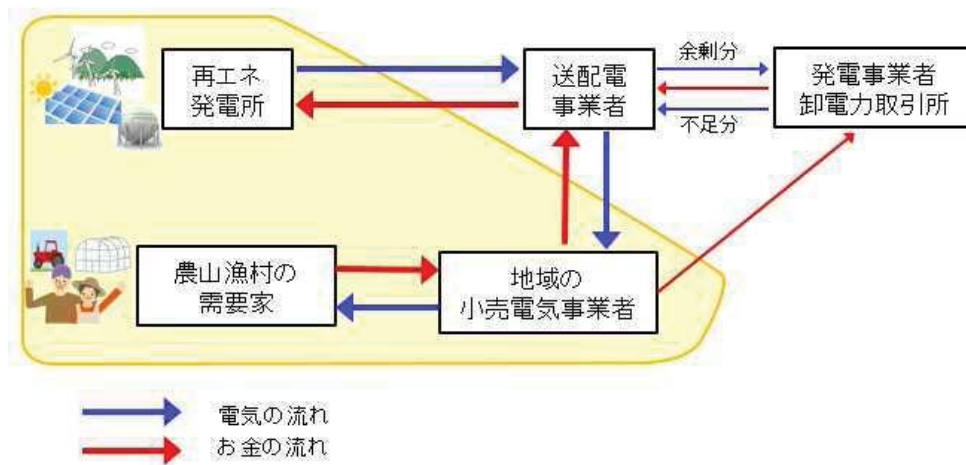 再エネ
発電所
送配電
事業者
余剰分
不足分
発電事業者
卸電力取引所
農山漁村の
需要家
地域の
小売電気事業者
電気の流れ
お金の流れ